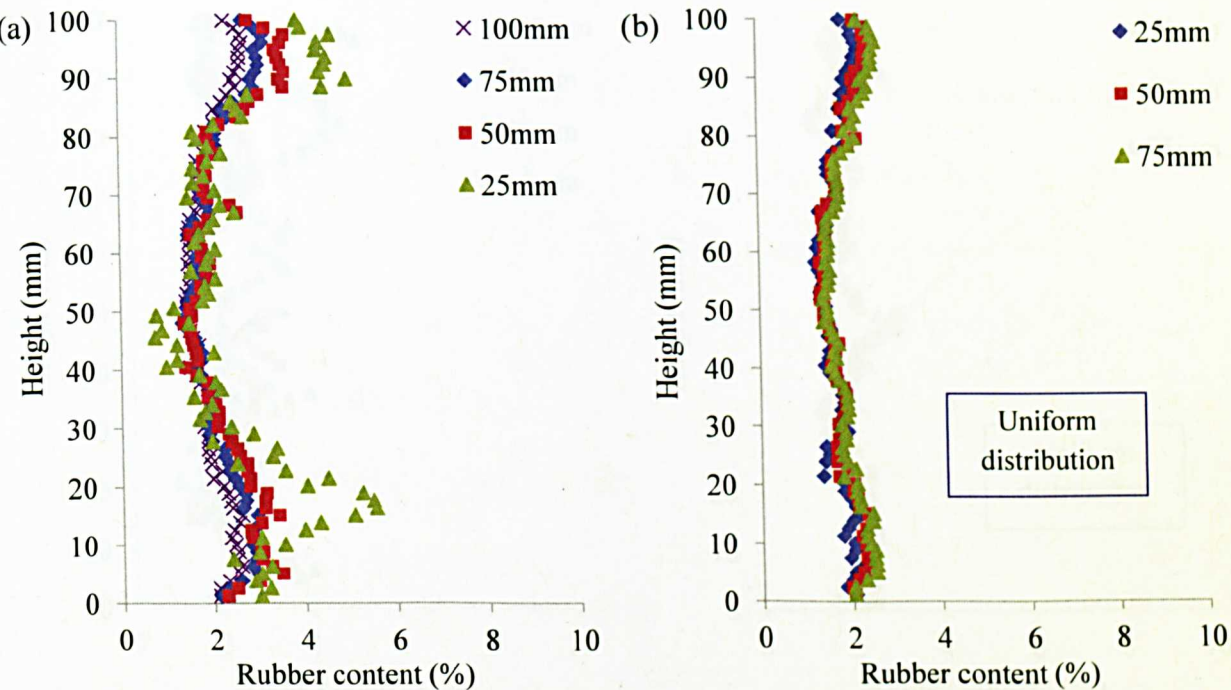 (a)
100
90
80
70
60
50
40
30
20
10
0
Height (mm)
0 2 4 6 8 10
Rubber content (%)
100mm
75mm
50mm
25mm
(b)
100
90
80
70
60
50
40
30
20
10
0
Height (mm)
0 2 4 6 8 10
Rubber content (%)
25mm
50mm
75mm
Uniform
distribution